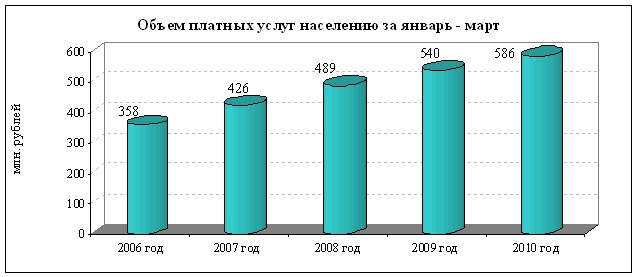 Объем платных услуг населению за январь - март
млн. рублей
600
500
400
300
200
100
0
358
426
489
540
586
2006 год
2007 год
2008 год
2009 год
2010 год